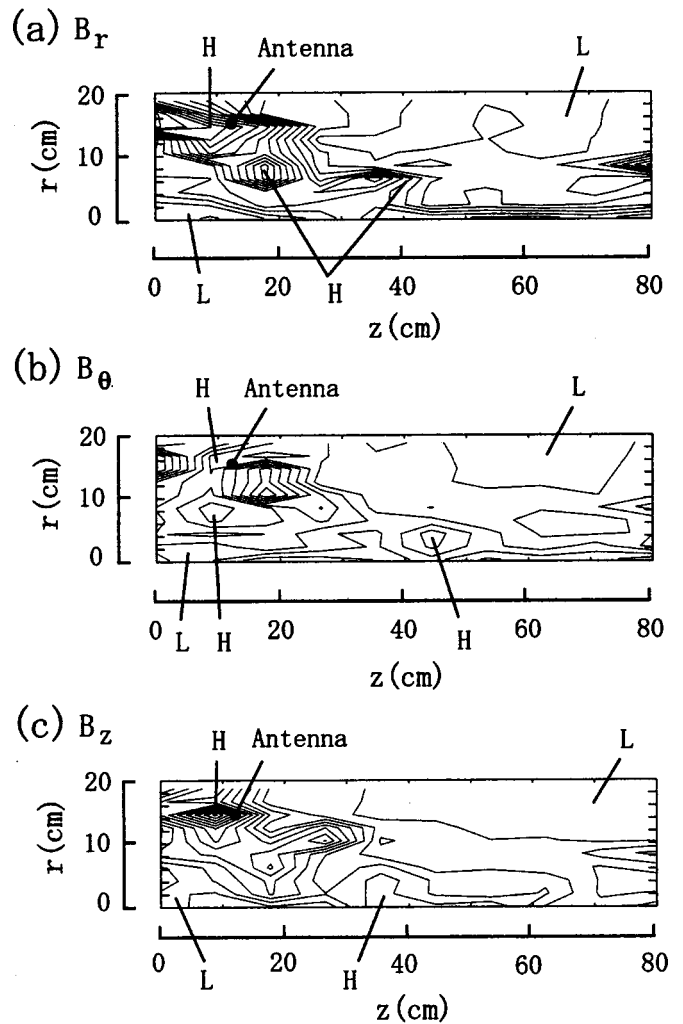 (a) B_r
H Antenna L
20
10
0
r(cm)
L H
0 20 40 60 80
z(cm)
(b) B_θ
H Antenna L
20
10
0
r(cm)
L H H
0 20 40 60 80
z(cm)
(c) B_z
H Antenna L
20
10
0
r(cm)
0 20 40 60 80
L H
z(cm)